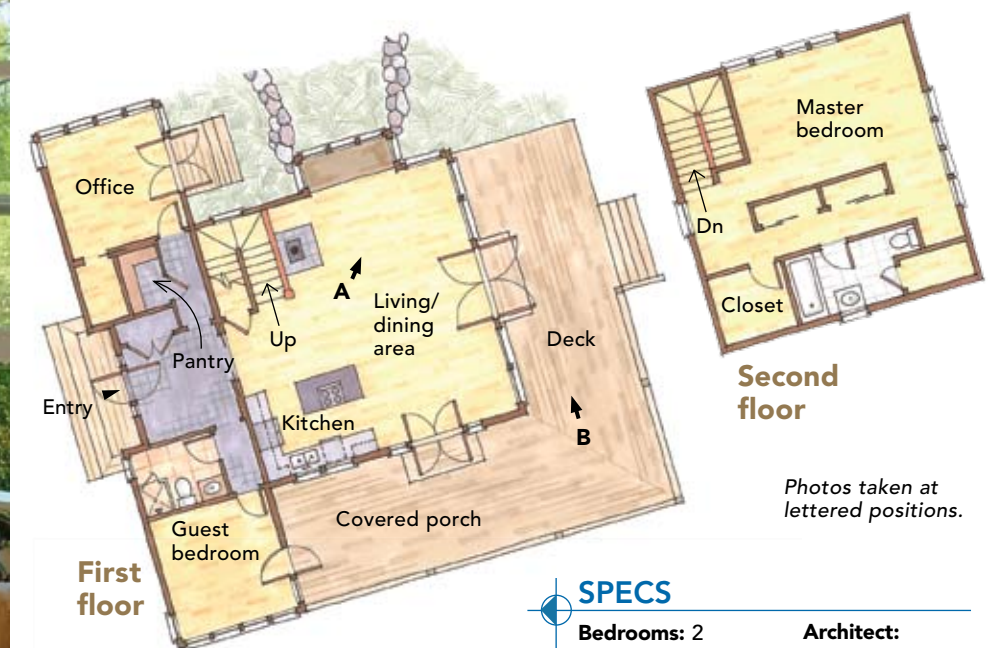 Office
Master
bedroom
Dn
A
Living/
dining
area
Up
Pantry
Deck
Closet
Entry
Kitchen
B
Second
floor
Covered porch
Guest
bedroom
Photos taken at
lettered positions.
First
floor
SPECS
Bedrooms: 2
Architect: